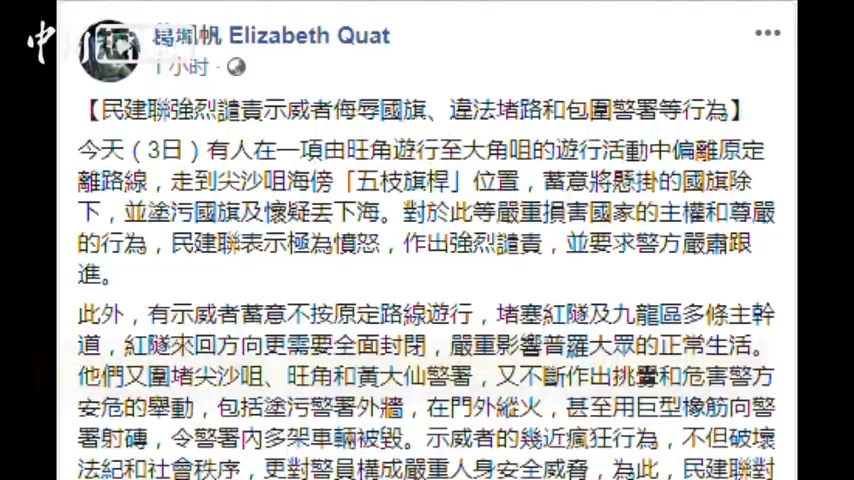 葛珮帆 Elizabeth Quat
1 小时
【民建聯強烈譴責示威者侮辱國旗、違法堵路和包圍警署等行為】
今天（3日）有人在一項由旺角遊行至大角咀的遊行活動中偏離原定
離路線，走到尖沙咀海傍「五枝旗桿」位置，蓄意將懸掛的國旗除
下，並塗污國旗及懷疑丟下海。對於此等嚴重損害國家的主權和尊嚴
的行為，民建聯表示極為憤怒，作出強烈譴責，並要求警方嚴肅跟
進。
此外，有示威者蓄意不按原定路線遊行，堵塞紅隧及九龍區多條主幹
道，紅隧來回方向更需要全面封閉，嚴重影響普羅大眾的正常生活。
他們又圍堵尖沙咀、旺角和黃大仙警署，又不斷作出挑釁和危害警方
安危的舉動，包括塗污警署外牆，在門外縱火，甚至用巨型橡筋向警
署射磚，令警署內多架車輛被毀。示威者的幾近瘋狂行為，不但破壞
法紀和社會秩序，更對警員構成嚴重人身安全威脅，為此，民建聯對